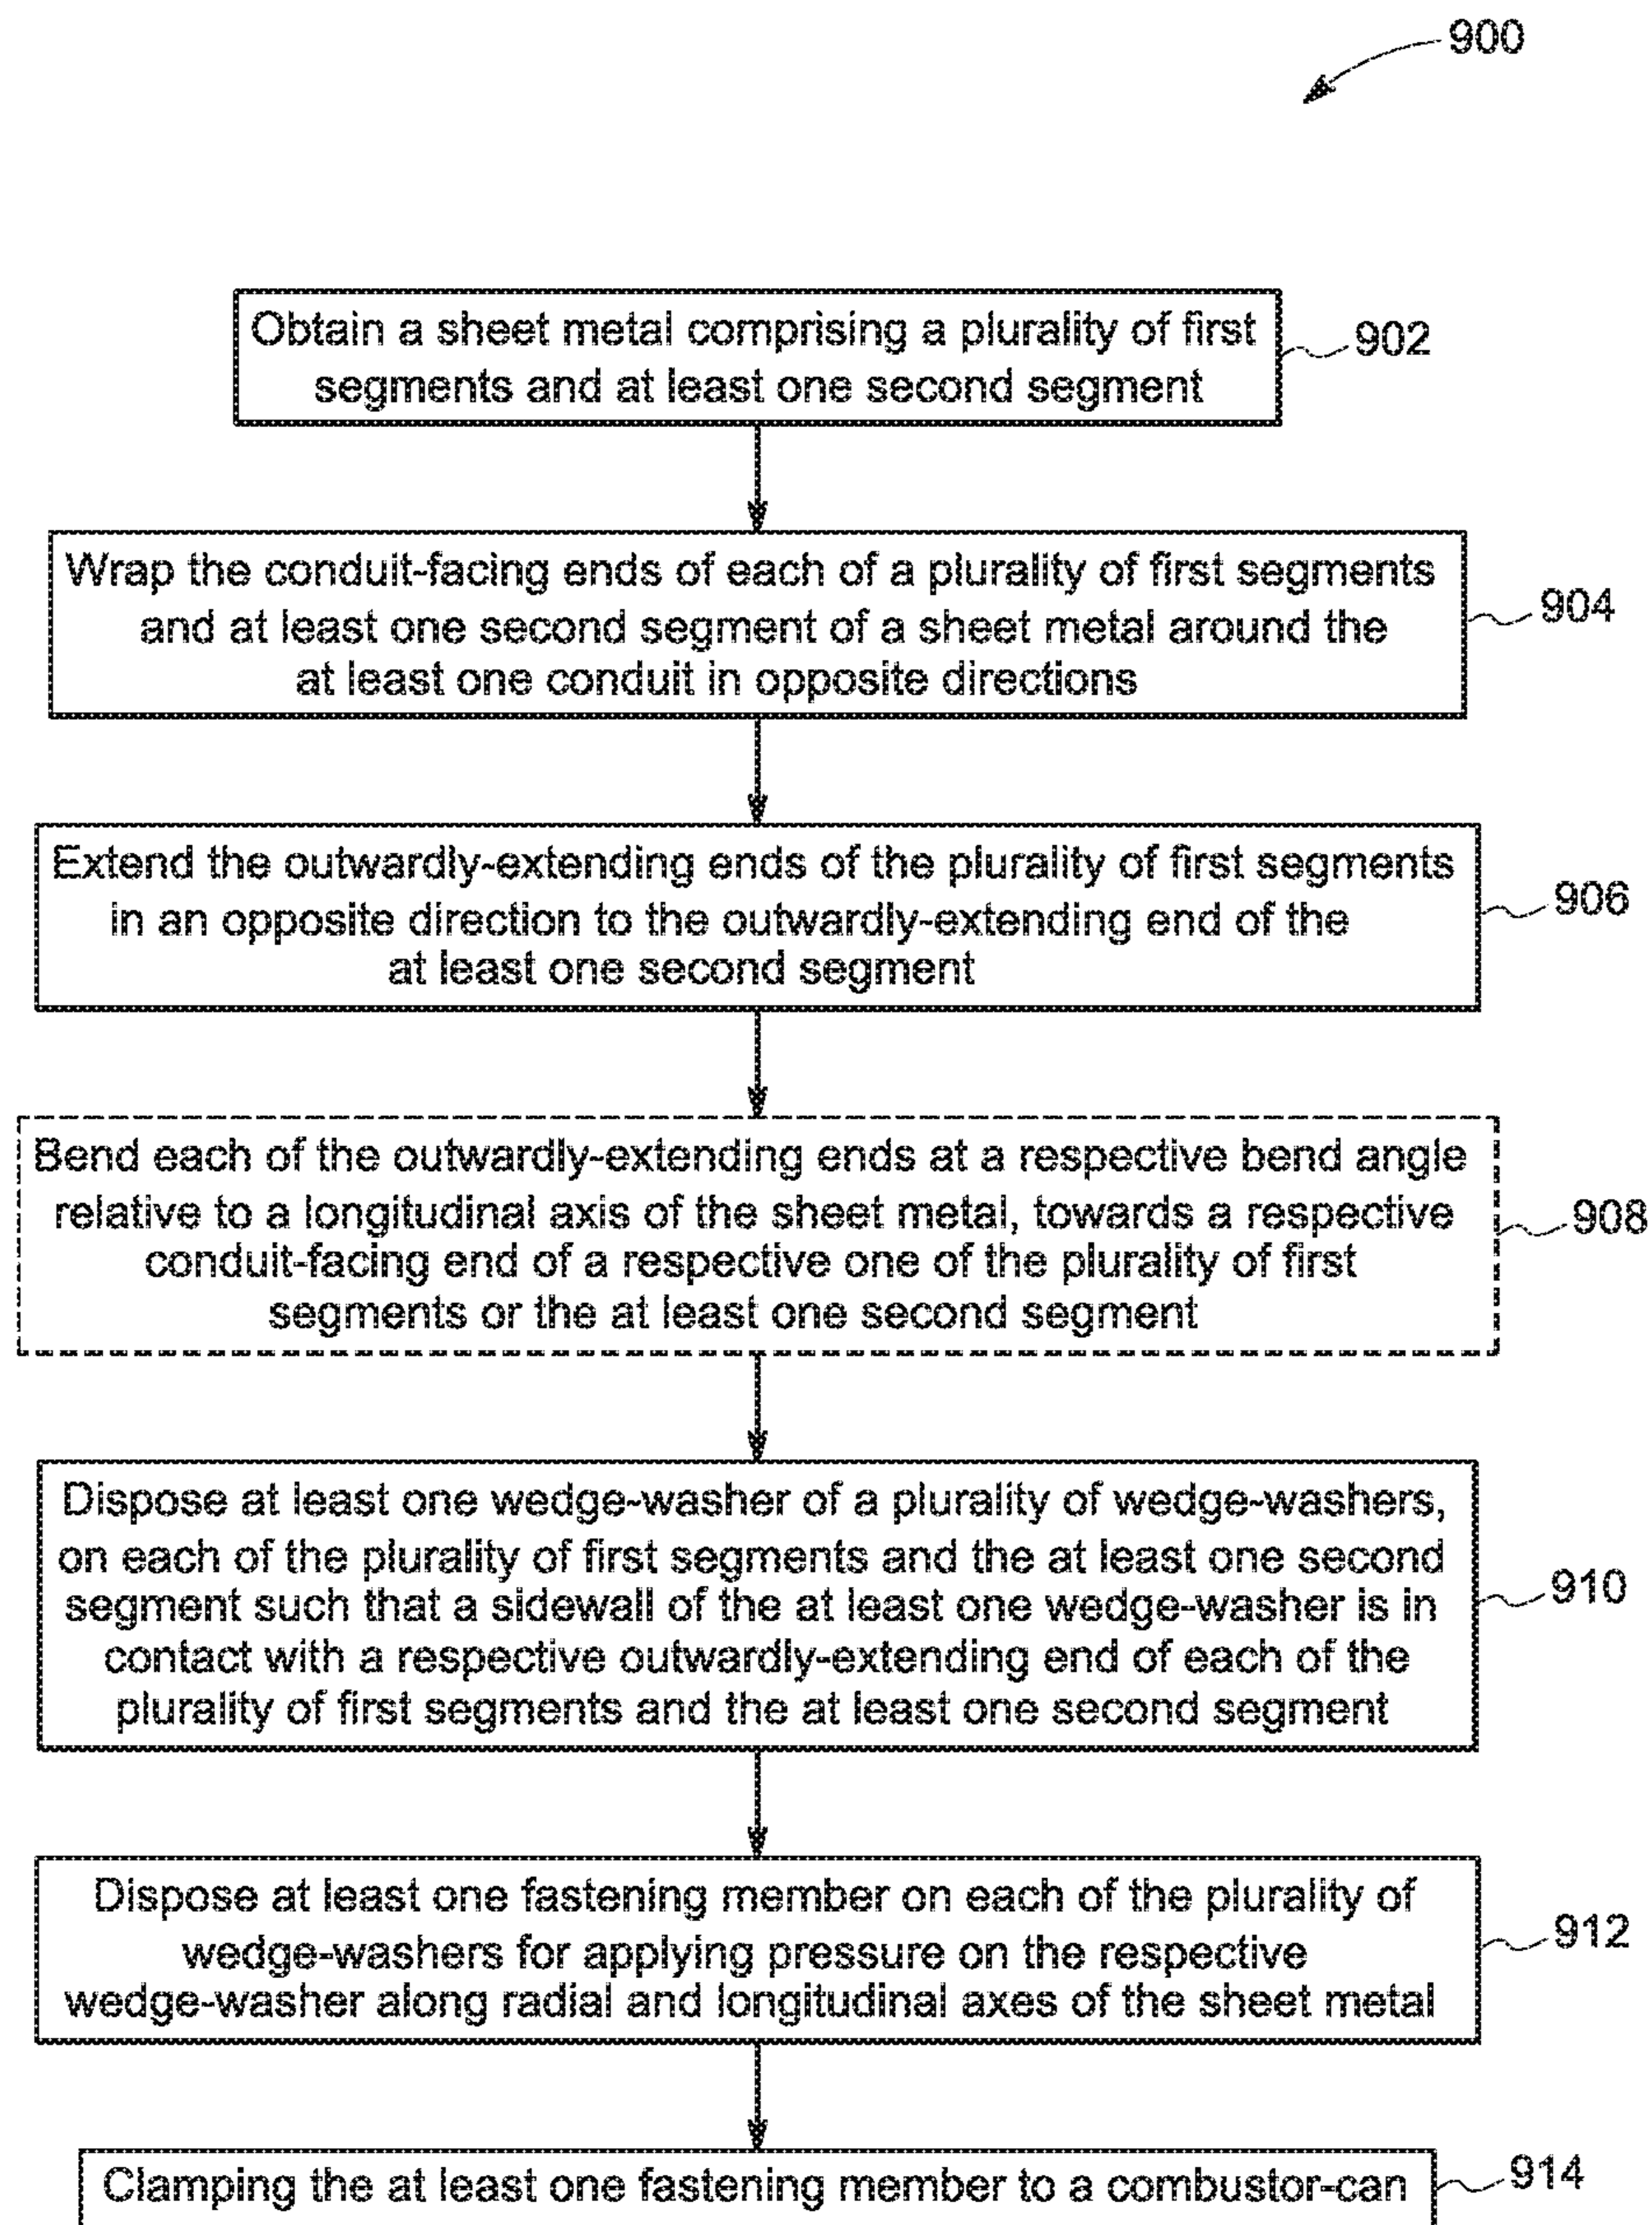 900
Obtain a sheet metal comprising a plurality of first
segments and at least one second segment
902
Wrap the conduit-facing ends of each of a plurality of first segments
and at least one second segment of a sheet metal around the
at least one conduit in opposite directions
904
Extend the outwardly-extending ends of the plurality of first segments
in an opposite direction to the outwardly-extending end of the
at least one second segment
906
Bend each of the outwardly-extending ends at a respective bend angle
relative to a longitudinal axis of the sheet metal, towards a respective
conduit-facing end of a respective one of the plurality of first
segments or the at least one second segment
908
Dispose at least one wedge-washer of a plurality of wedge-washers,
on each of the plurality of first segments and the at least one second
segment such that a sidewall of the at least one wedge-washer is in
contact with a respective outwardly-extending end of each of the
plurality of first segments and the at least one second segment
910
Dispose at least one fastening member on each of the plurality of
wedge-washers for applying pressure on the respective
wedge-washer along radial and longitudinal axes of the sheet metal
912
Clamping the at least one fastening member to a combustor-can
914